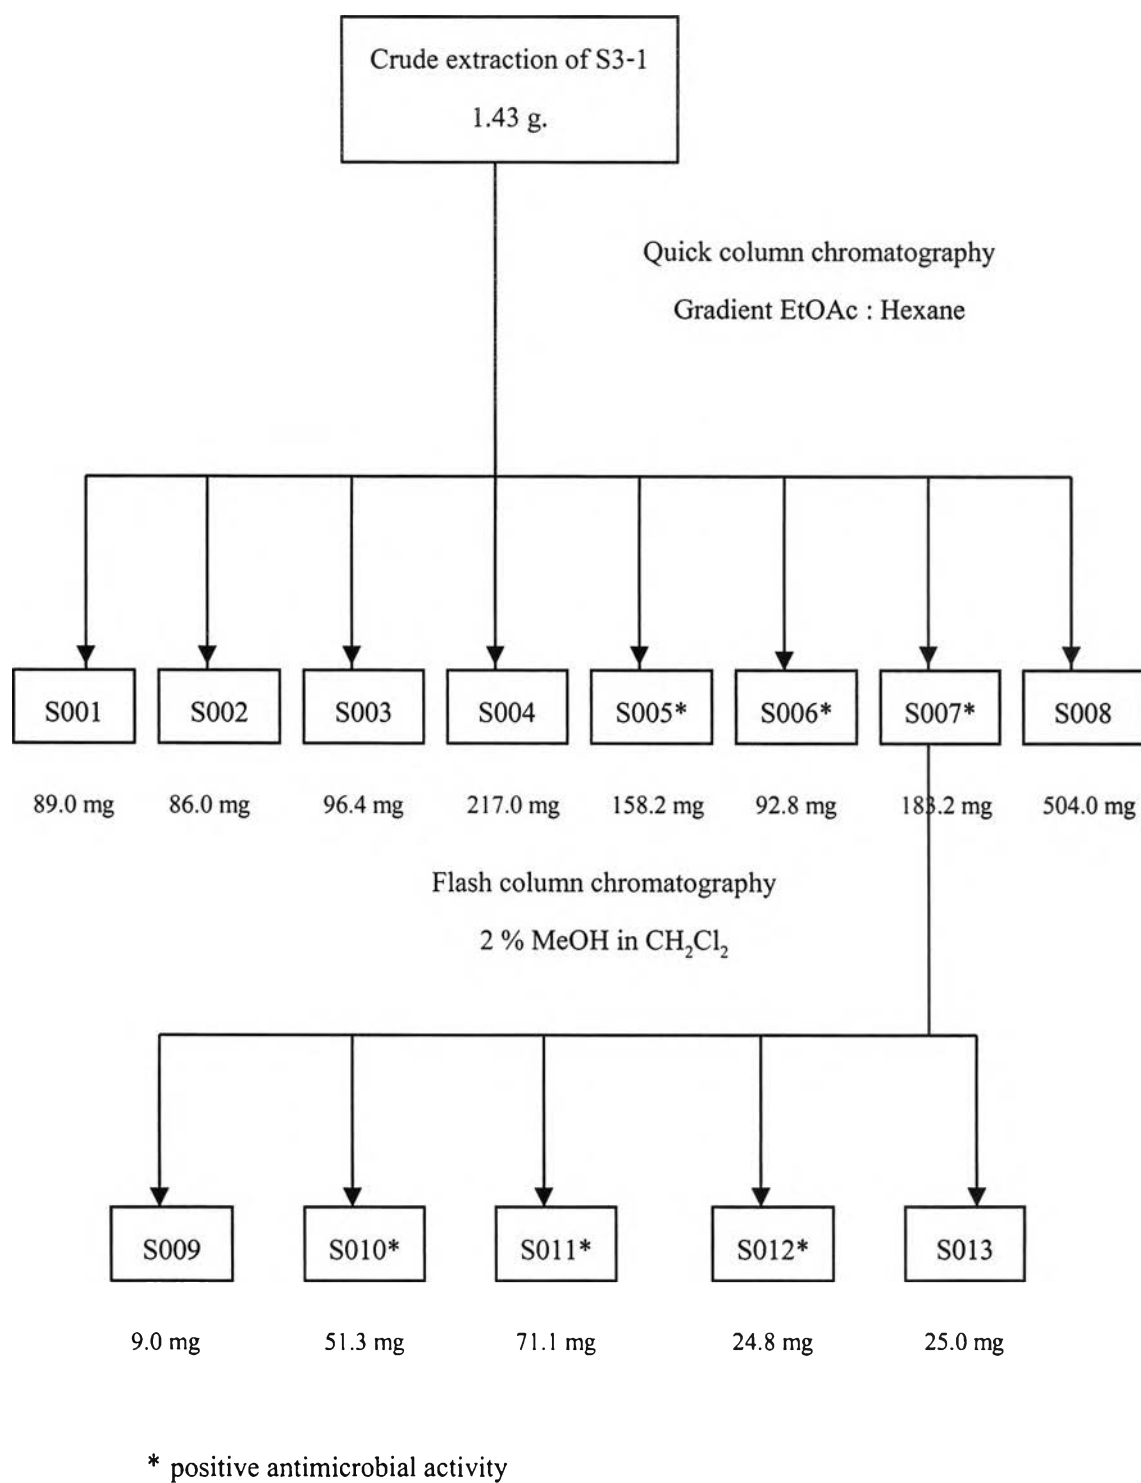 Crude extraction of S3-1
1.43 g.
Quick column chromatography
Gradient EtOAc : Hexane
S001 S002 S003 S004 S005* S006* S007* S008
89.0 mg 86.0 mg 96.4 mg 217.0 mg 158.2 mg 92.8 mg 183.2 mg 504.0 mg
Flash column chromatography
2 % MeOH in CH₂Cl₂
S009 S010* S011* S012* S013
9.0 mg 51.3 mg 71.1 mg 24.8 mg 25.0 mg
* positive antimicrobial activity